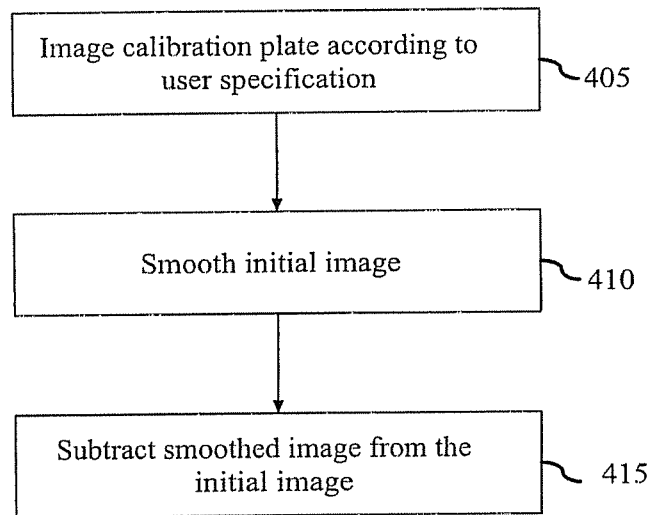 Image calibration plate according to
user specification
405
Smooth initial image
410
Subtract smoothed image from the
initial image
415